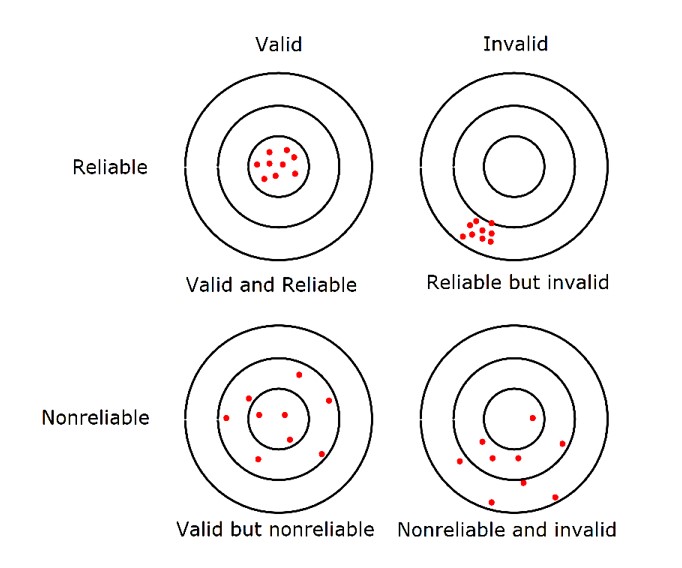 Valid
Invalid
Reliable
Valid and Reliable
Reliable but invalid
Nonreliable
Valid but nonreliable
Nonreliable and invalid